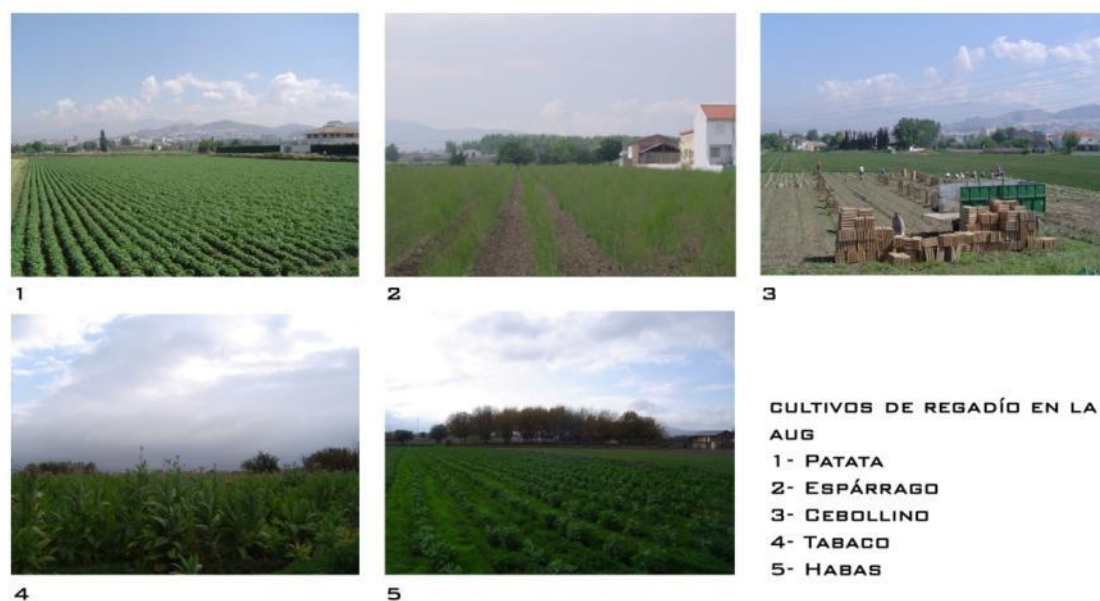 1
2
3
4
5
CULTIVOS DE REGADÍO EN LA
AUG
1- PATATA
2- ESPÁRRAGO
3- CEBOLLINO
4- TABACO
5- HABAS